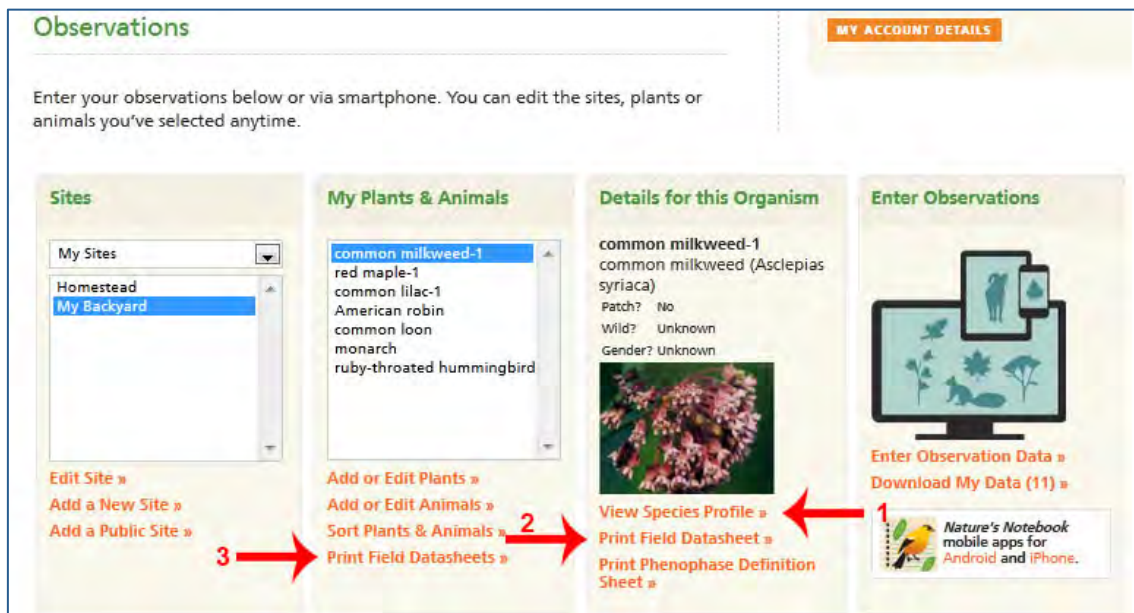 Observations
MY ACCOUNT DETAILS
Enter your observations below or via smartphone. You can edit the sites, plants or
animals you've selected anytime.
Sites
My Sites
Homestead
My Backyard
Edit Site »
Add a New Site »
Add a Public Site »
My Plants & Animals
common milkweed-1
red maple-1
common lilac-1
American robin
common loon
monarch
ruby-throated hummingbird
Add or Edit Plants »
Add or Edit Animals »
Sort Plants & Animals »
2
3
Print Field Datasheets »
Details for this Organism
common milkweed-1
common milkweed (Asclepias
syriaca)
Patch? No
Wild? Unknown
Gender? Unknown
View Species Profile »
1
Print Field Datasheet »
Print Phenophase Definition
Sheet »
Enter Observations
Enter Observation Data »
Download My Data (11) »
Nature's Notebook
mobile apps for
Android and iPhone.